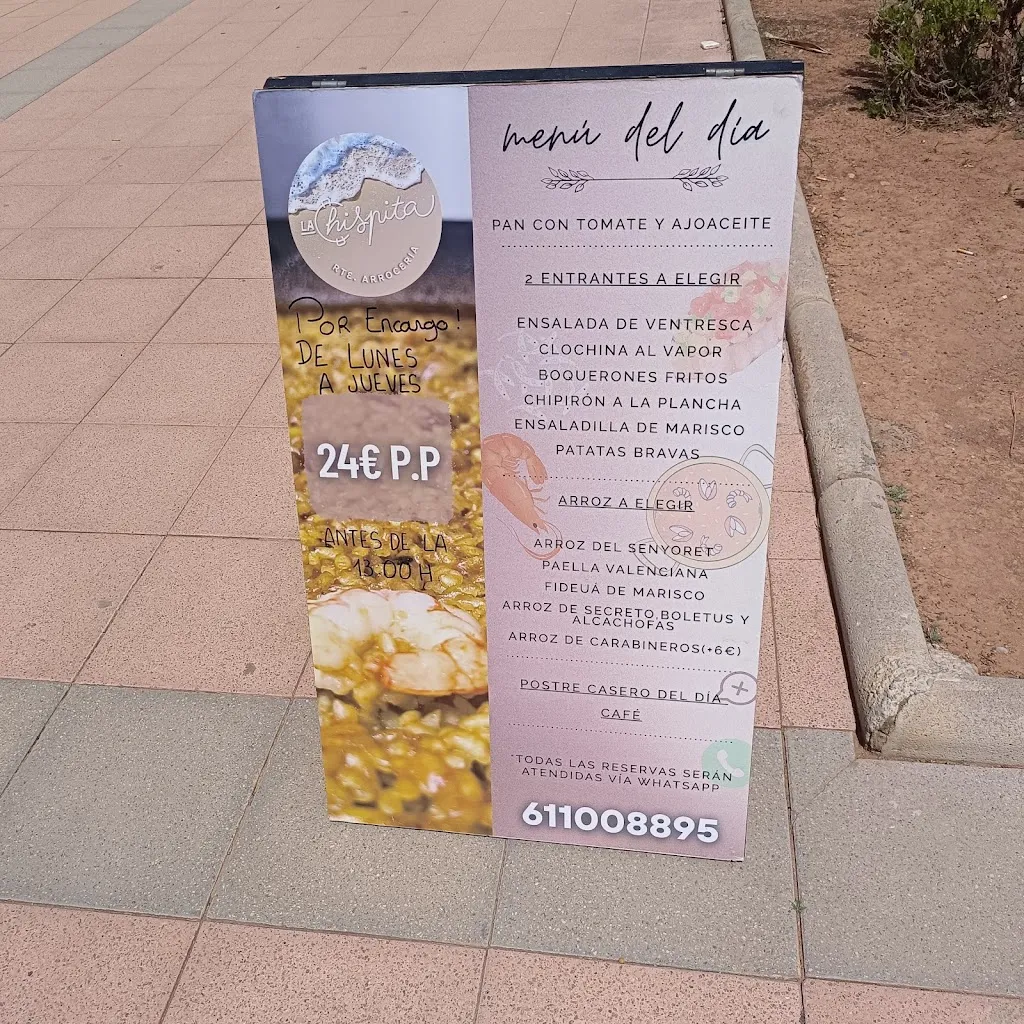 LA Chispita
RTE. ARROCERÍA
POR Encargo!
DE LUNES
A JUEVES
24€ P.P
ANTES DE LA
13:00 H
menú del día
PAN CON TOMATE Y AJOACEITE
2 ENTRANTES A ELEGIR
ENSALADA DE VENTRESCA
CLOCHINA AL VAPOR
BOQUERONES FRITOS
CHIPIRÓN A LA PLANCHA
ENSALADILLA DE MARISCO
PATATAS BRAVAS
ARROZ A ELEGIR
ARROZ DEL SENYORET
PAELLA VALENCIANA
FIDEUÁ DE MARISCO
ARROZ DE SECRETO,BOLETUS Y
ALCACHOFAS
ARROZ DE CARABINEROS(+6€)
POSTRE CASERO DEL DÍA
+
CAFÉ
*TODAS LAS RESERVAS SERÁN
ATENDIDAS VÍA WHATSAPP
611008895